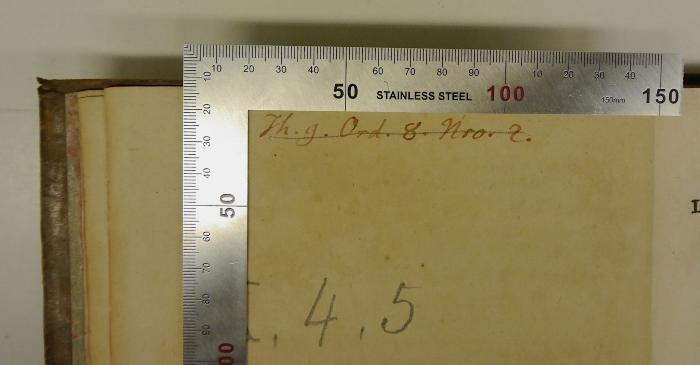 10 20 30 40 50 60 70 80 90 100 10 20 30 40 150
STAINLESS STEEL
150mm
10 20 30 40 50 60 70 80 90 00
Th. g. Ord. 8. Nro. 2.
. 4 . 5